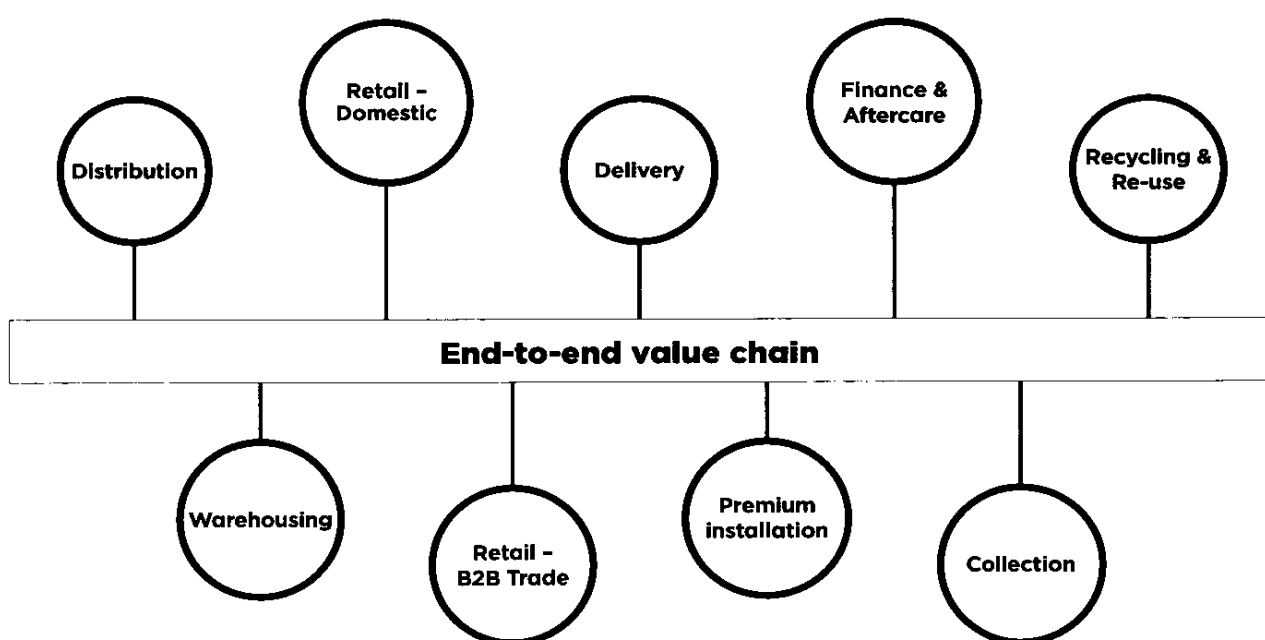 Retail –
Domestic
Finance &
Aftercare
Distribution
Delivery
Recycling &
Re-use
End-to-end value chain
Warehousing
Premium
installation
Retail –
B2B Trade
Collection